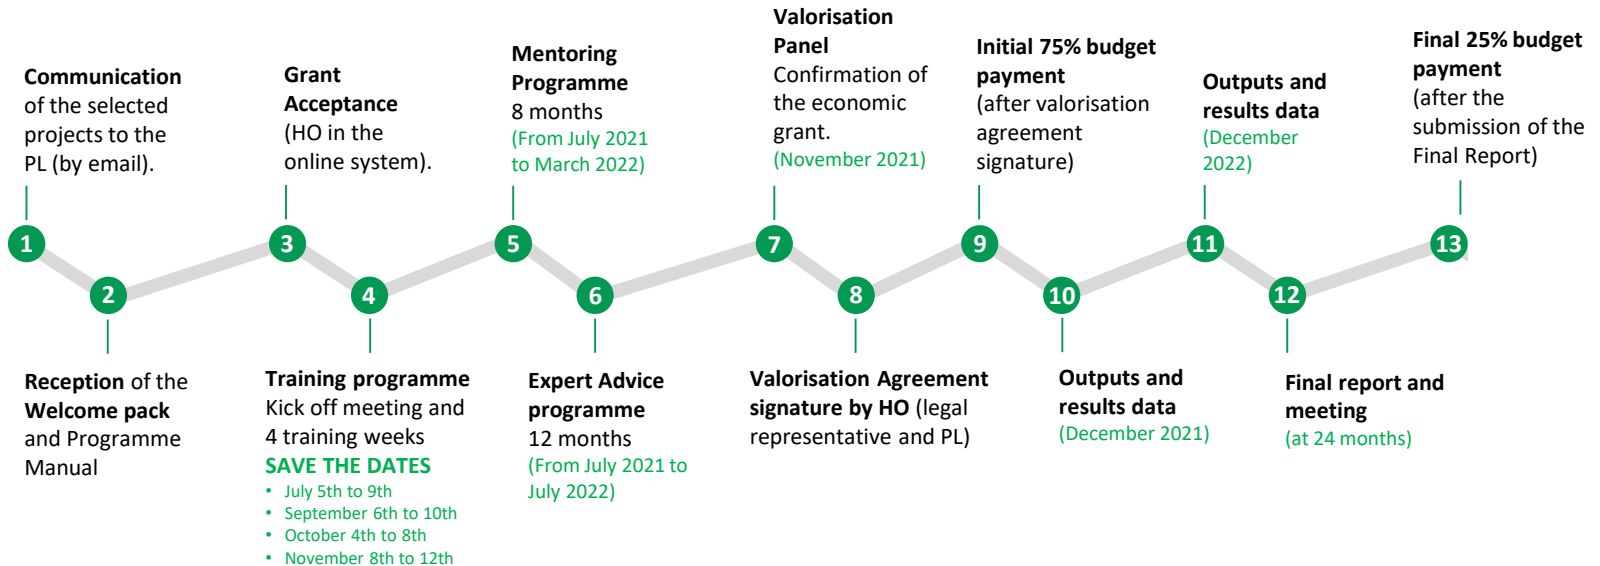 Communication
of the selected
projects to the
PL (by email).
1
Reception of the
Welcome pack
and Programme
Manual
2
Grant
Acceptance
(HO in the
online system).
3
Training programme
Kick off meeting and
4 training weeks
SAVE THE DATES
• July 5th to 9th
• September 6th to 10th
• October 4th to 8th
• November 8th to 12th
4
Mentoring
Programme
8 months
(From July 2021
to March 2022)
5
Expert Advice
programme
12 months
(From July 2021 to
July 2022)
6
Valorisation
Panel
Confirmation of
the economic
grant.
(November 2021)
7
Valorisation Agreement
signature by HO (legal
representative and PL)
8
Initial 75% budget
payment
(after valorisation
agreement
signature)
9
Outputs and
results data
(December 2021)
10
Outputs and
results data
(December
2022)
11
Final report and
meeting
(at 24 months)
12
Final 25% budget
payment
(after the
submission of the
Final Report)
13